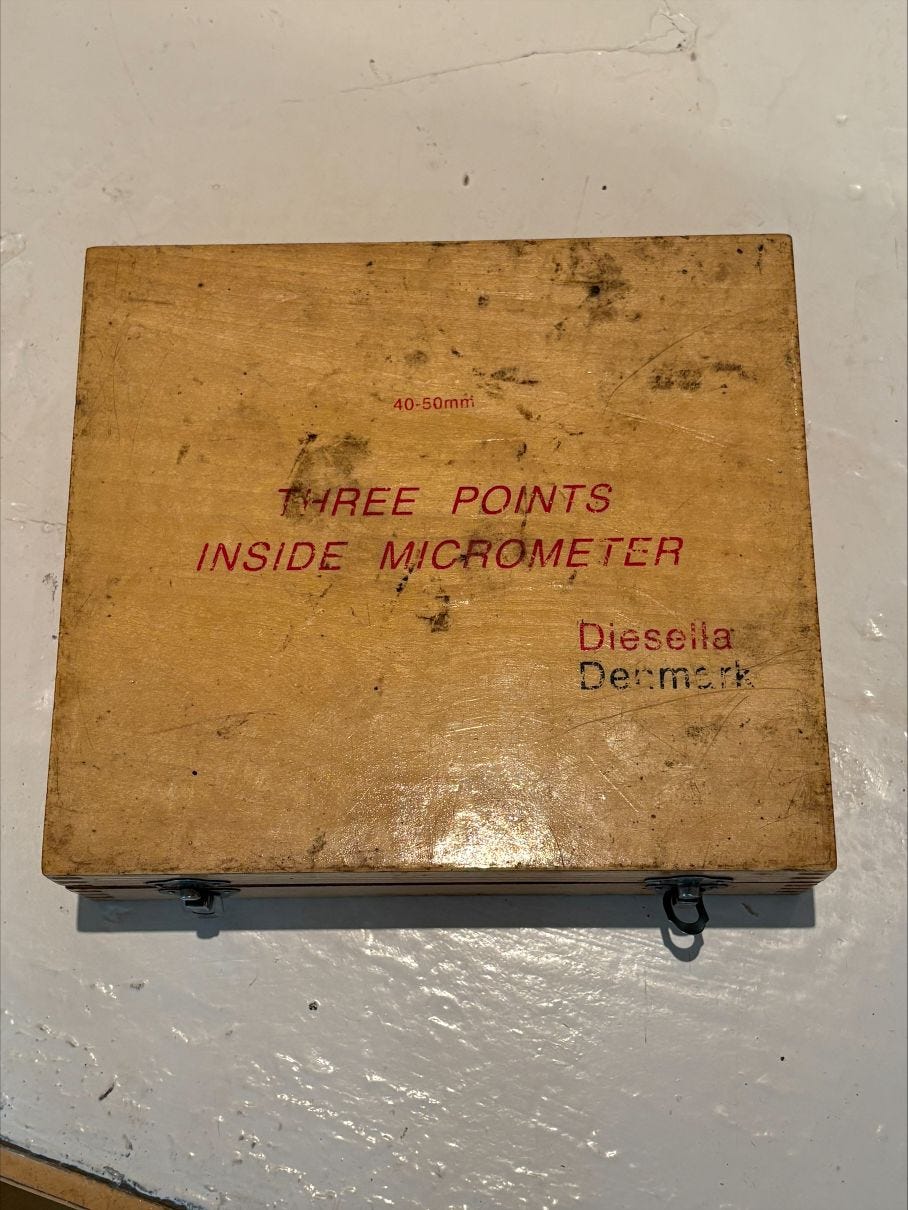 40-50mm
THREE POINTS
INSIDE MICROMETER
Diesella
Denmark